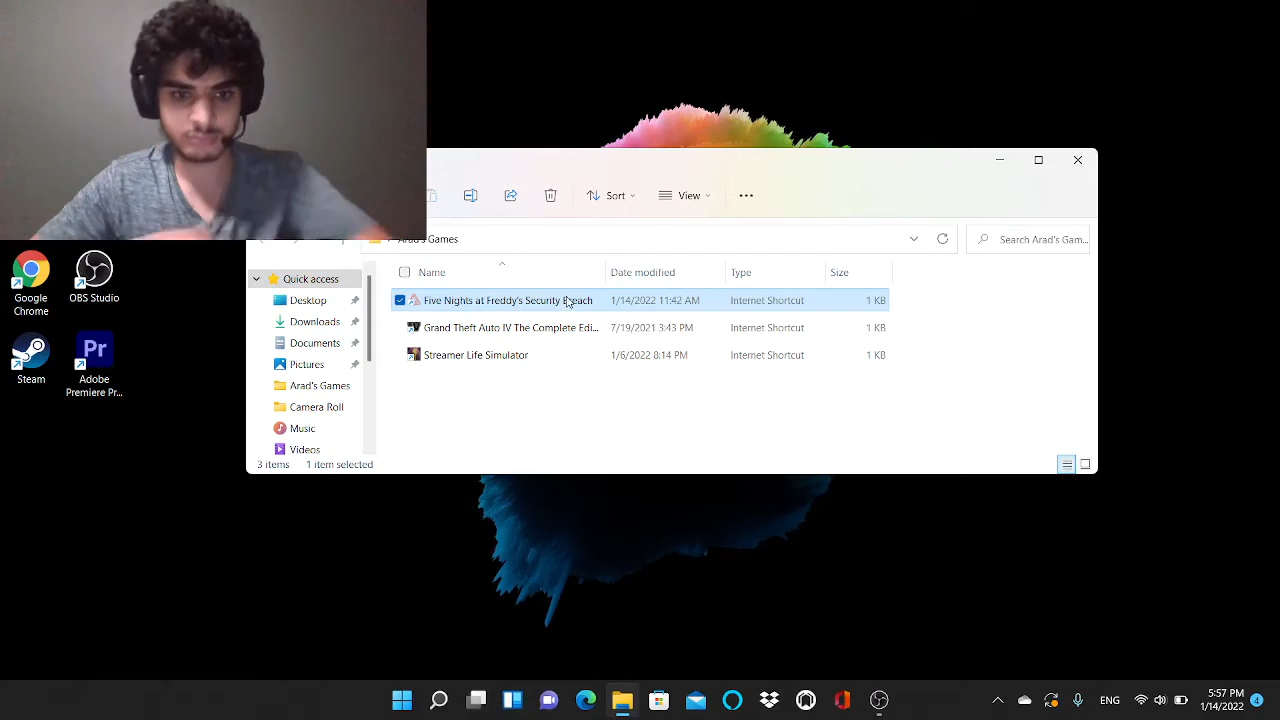 Sort
View
Arad's Games
Search Arad's Gam...
Name
Date modified
Type
Size
Quick access
Desktop
Downloads
Documents
Pictures
Arad's Games
Camera Roll
Music
Videos
Five Nights at Freddy's Security Breach
1/14/2022 11:42 AM
Internet Shortcut
1 KB
Grand Theft Auto IV The Complete Edi...
7/19/2021 3:43 PM
Internet Shortcut
1 KB
Streamer Life Simulator
1/6/2022 8:14 PM
Internet Shortcut
1 KB
3 items
1 item selected
Google
Chrome
OBS Studio
Steam
Pr
Adobe
Premiere Pr...
ENG
5:57 PM
1/14/2022
4